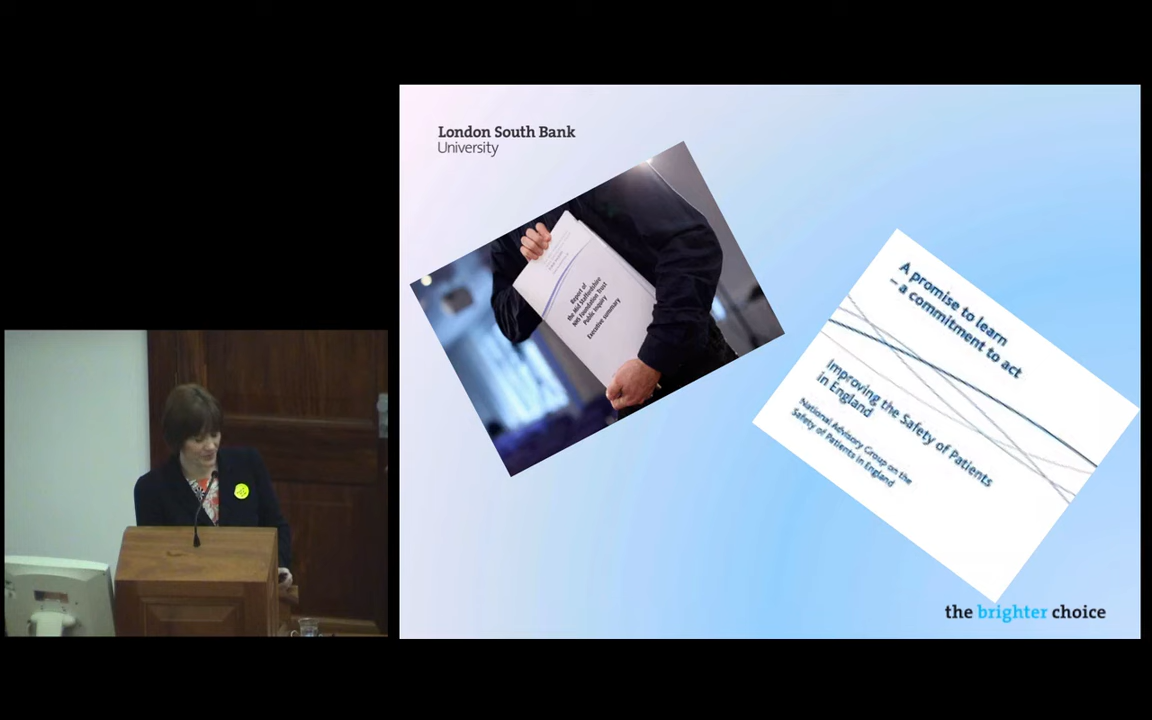 London South Bank
University
Report of
the Mid Staffordshire
NHS Foundation Trust
Public Inquiry
Executive summary
A promise to learn
– a commitment to act
Improving the Safety of Patients
in England
National Advisory Group on the
Safety of Patients in England
the brighter choice